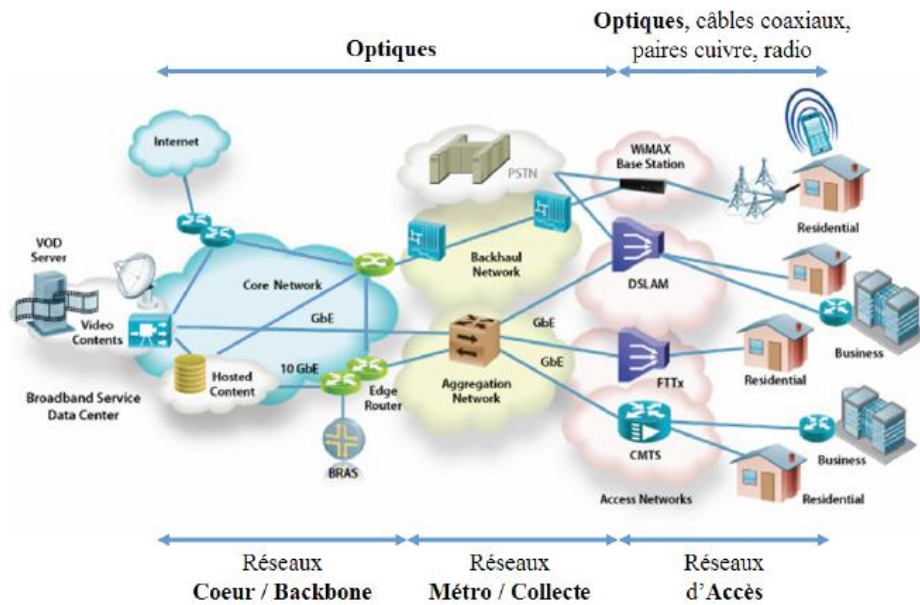 Optiques
Optiques, câbles coaxiaux,
paires cuivre, radio
Internet
PSTN
WiMAX
Base Station
Residential
VOD
Server
Core Network
Backhaul
Network
DSLAM
Video
Contents
GbE
GbE
GbE
Business
Hosted
Content
10 GbE
Edge
Router
Aggregation
Network
FTTx
Residential
Broadband Service
Data Center
BRAS
CMTS
Business
Access Networks
Residential
Réseaux
Coeur / Backbone
Réseaux
Métro / Collecte
Réseaux
d'Accès